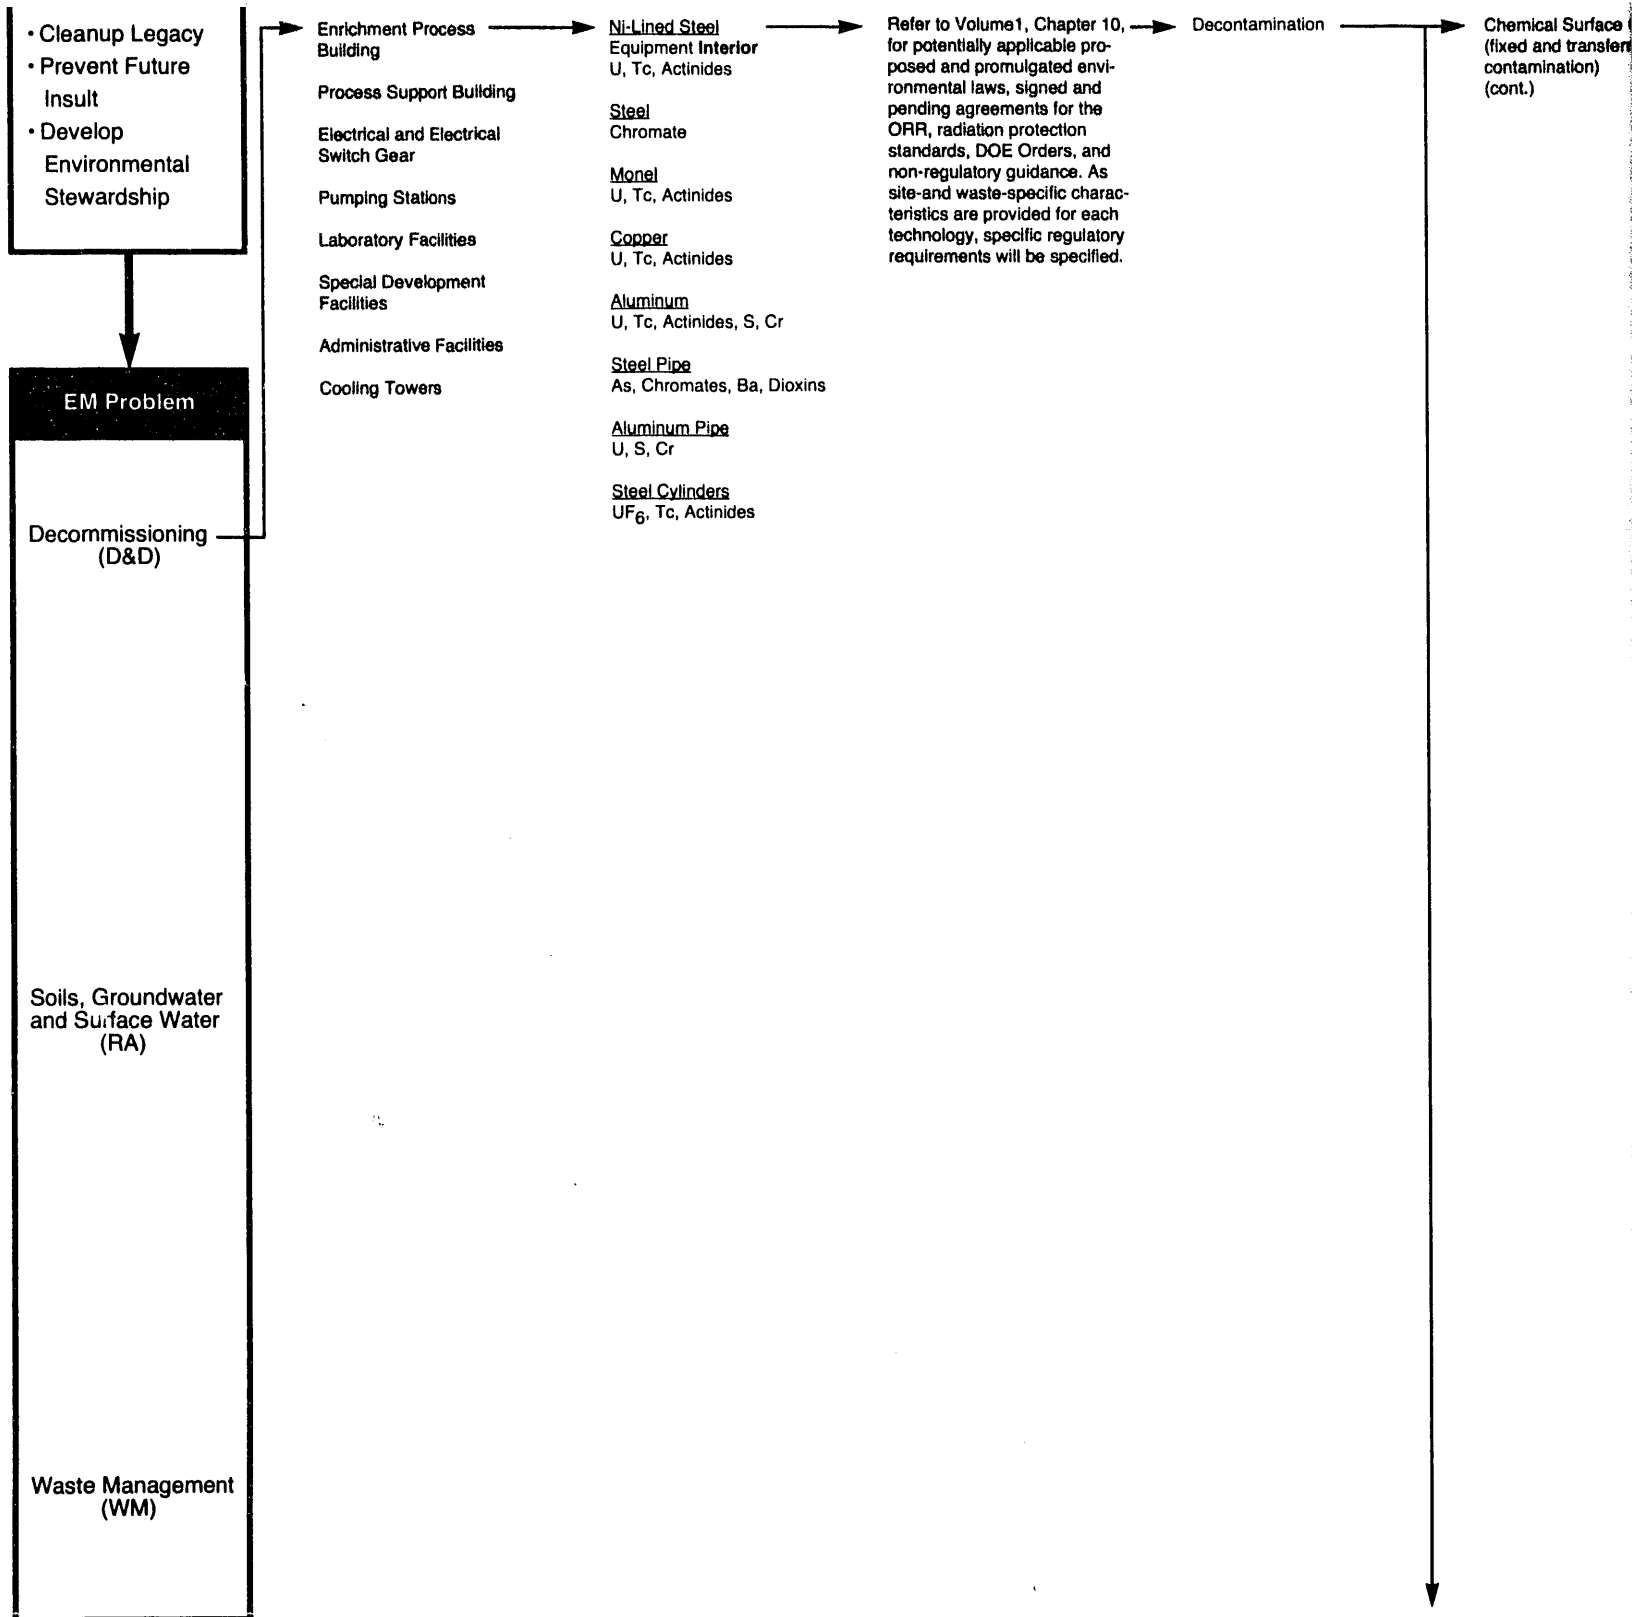 • Cleanup Legacy
• Prevent Future
Insult
• Develop
Environmental
Stewardship
EM Problem
Decommissioning
(D&D)
Soils, Groundwater
and Surface Water
(RA)
Waste Management
(WM)
Enrichment Process
Building
Process Support Building
Electrical and Electrical
Switch Gear
Pumping Stations
Laboratory Facilities
Special Development
Facilities
Administrative Facilities
Cooling Towers
Ni-Lined Steel
Equipment Interior
U, Tc, Actinides
Steel
Chromate
Monel
U, Tc, Actinides
Copper
U, Tc, Actinides
Aluminum
U, Tc, Actinides, S, Cr
Steel Pipe
As, Chromates, Ba, Dioxins
Aluminum Pipe
U, S, Cr
Steel Cylinders
UF6, Tc, Actinides
Refer to Volume1, Chapter 10,
for potentially applicable pro-
posed and promulgated envi-
ronmental laws, signed and
pending agreements for the
ORR, radiation protection
standards, DOE Orders, and
non-regulatory guidance. As
site-and waste-specific charac-
teristics are provided for each
technology, specific regulatory
requirements will be specified.
Decontamination
Chemical Surface
(fixed and
contamination)
(cont.)